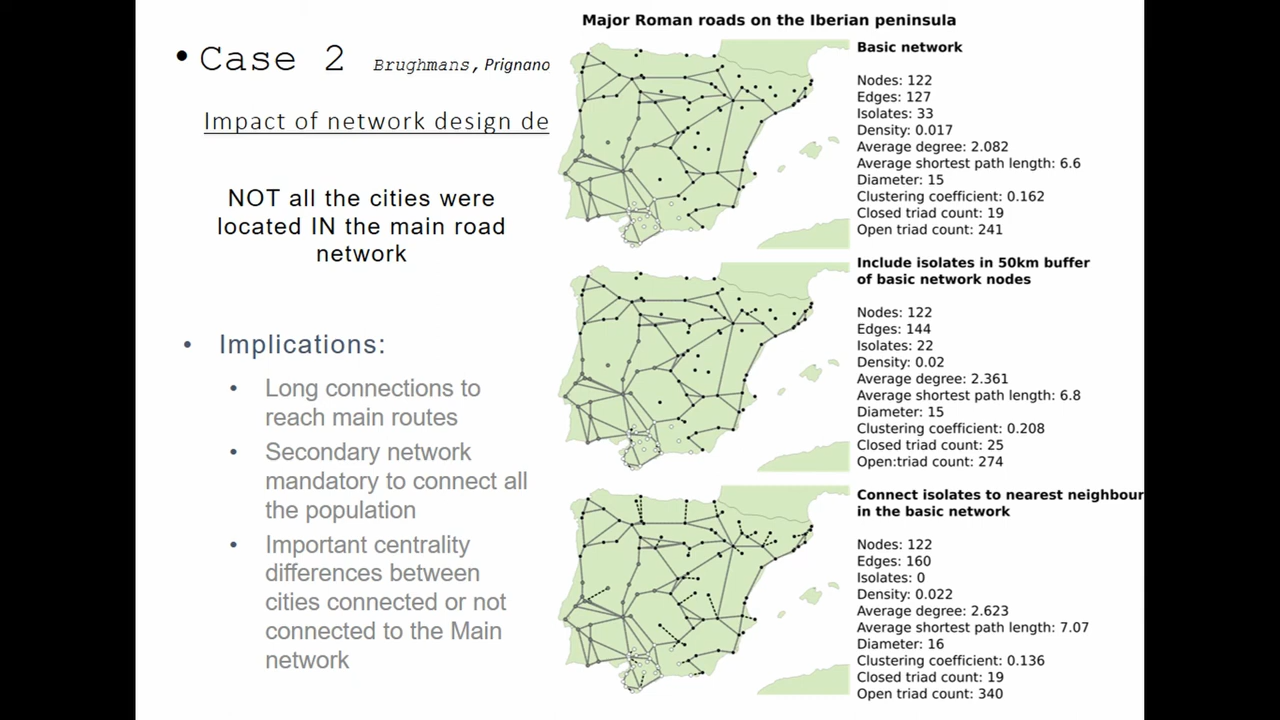 • Case 2 Brughmans, Prignano
Impact of network design de
NOT all the cities were
located IN the main road
network
• Implications:
• Long connections to
reach main routes
• Secondary network
mandatory to connect all
the population
• Important centrality
differences between
cities connected or not
connected to the Main
network
Major Roman roads on the Iberian peninsula
Basic network
Nodes: 122
Edges: 127
Isolates: 33
Density: 0.017
Average degree: 2.082
Average shortest path length: 6.6
Diameter: 15
Clustering coefficient: 0.162
Closed triad count: 19
Open triad count: 241
Include isolates in 50km buffer
of basic network nodes
Nodes: 122
Edges: 144
Isolates: 22
Density: 0.02
Average degree: 2.361
Average shortest path length: 6.8
Diameter: 15
Clustering coefficient: 0.208
Closed triad count: 25
Open:triad count: 274
Connect isolates to nearest neighbour
in the basic network
Nodes: 122
Edges: 160
Isolates: 0
Density: 0.022
Average degree: 2.623
Average shortest path length: 7.07
Diameter: 16
Clustering coefficient: 0.136
Closed triad count: 19
Open triad count: 340